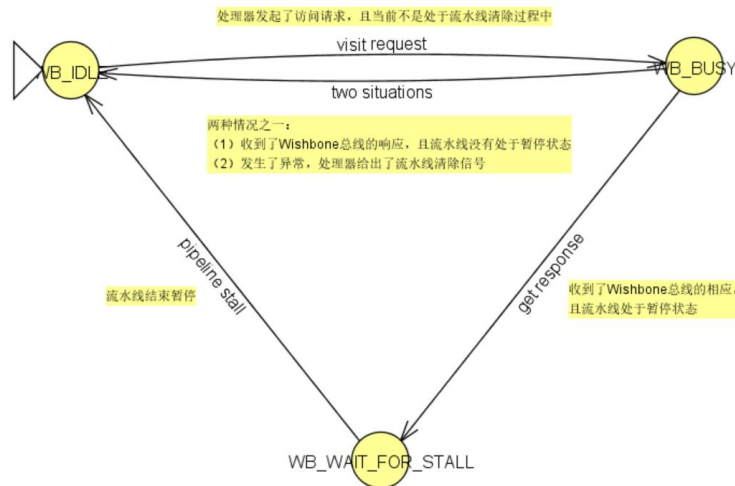 处理器发起了访问请求，且当前不是处于流水线清除过程中
visit request
WB_IDLE
WB_BUSY
two situations
两种情况之一：
（1）收到了Wishbone总线的响应，且流水线没有处于暂停状态
（2）发生了异常，处理器给出了流水线清除信号
pipeline stall
get response
流水线结束暂停
收到了Wishbone总线的相应，
且流水线处于暂停状态
WB_WAIT_FOR_STALL